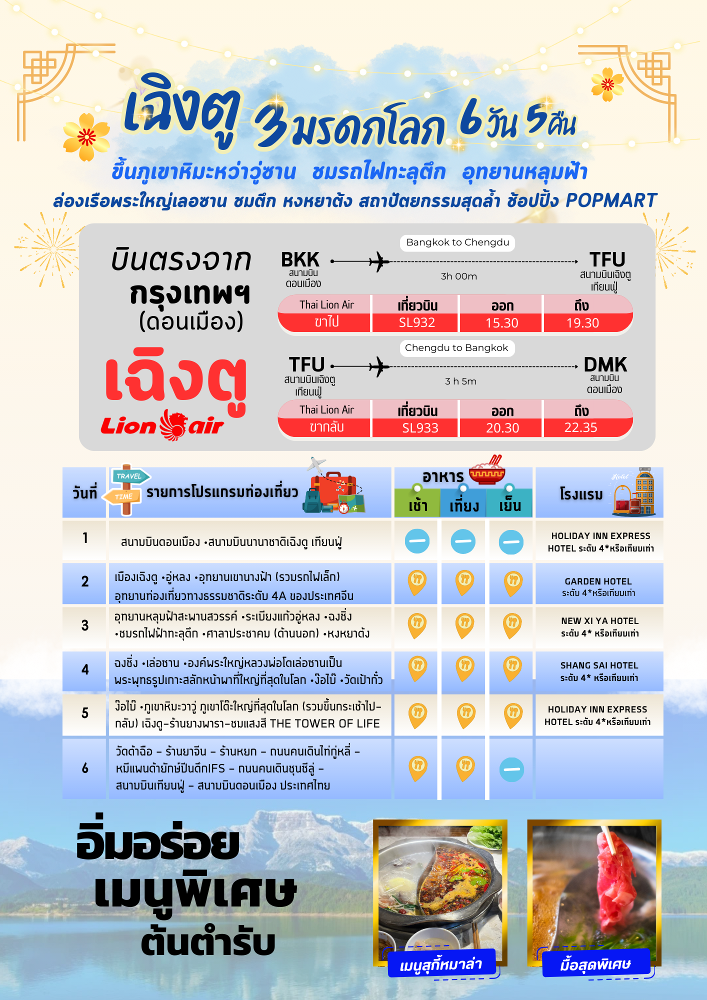 เฉิงตู 3 มรดกโลก 6 วัน 5 คืน
ขึ้นภูเขาหิมะหว่าวู่ซาน ชมรถไฟทะลุตึก อุทยานหลุมฟ้า
ล่องเรือพระใหญ่เลอซาน ชมตึก หงหยาต้ง สถาปัตยกรรมสุดล้ำ ช้อปปิ้ง POPMART
บินตรงจาก
กรุงเทพฯ
(ดอนเมือง)
เฉิงตู
Lion air
Bangkok to Chengdu
BKK
สนามบิน
ดอนเมือง
3h 00m
TFU
สนามบินเฉิงตู
เทียนฟู่
Thai Lion Air เที่ยวบิน ออก ถึง
ขาไป SL932 15.30 19.30
Chengdu to Bangkok
TFU
สนามบินเฉิงตู
เทียนฟู่
3 h 5m
DMK
สนามบิน
ดอนเมือง
Thai Lion Air เที่ยวบิน ออก ถึง
ขากลับ SL933 20.30 22.35
วันที่
TRAVEL
TIME
รายการโปรแกรมท่องเที่ยว
อาหาร
เช้า เที่ยง เย็น
โรงแรม
Hotel
1
สนามบินดอนเมือง •สนามบินนานาชาติเฉิงตู เทียนฟู่
HOLIDAY INN EXPRESS
HOTEL ระดับ 4*หรือเทียบเท่า
2
เมืองเฉิงตู •อู่หลง •อุทยานเขานางฟ้า (รวมรถไฟเล็ก)
อุทยานท่องเที่ยวทางธรรมชาติระดับ 4A ของประเทศจีน
GARDEN HOTEL
ระดับ 4*หรือเทียบเท่า
3
อุทยานหลุมฟ้าสะพานสวรรค์ •ระเบียงแก้วอู่หลง •ฉงชิ่ง
•ชมรถไฟฟ้าทะลุตึก •ศาลาประชาคม (ด้านนอก) •หงหยาต้ง
NEW XI YA HOTEL
ระดับ 4* หรือเทียบเท่า
4
ฉงชิ่ง •เล่อซาน •องค์พระใหญ่หลวงพ่อโตเล่อซานเป็น
พระพุทธรูปเกาะสลักหน้าผาที่ใหญ่ที่สุดในโลก •ง๊อไบ๊ •วัดเป้ากั๋ว
SHANG SAI HOTEL
ระดับ 4* หรือเทียบเท่า
5
ง๊อไบ๊ •ภูเขาหิมะวาวู่ ภูเขาโต๊ะใหญ่ที่สุดในโลก (รวมขึ้นกระเช้าไป-
กลับ) เฉิงตู-ร้านยางพารา-ชมแสงสี THE TOWER OF LIFE
HOLIDAY INN EXPRESS
HOTEL ระดับ 4*หรือเทียบเท่า
6
วัดต้าฉือ - ร้านยาจีน - ร้านหยก - ถนนคนเดินไท่กู่หลี่ -
หมีแพนด้ายักษ์ปีนตึกIFS - ถนนคนเดินชุนซีลู่ -
สนามบินเทียนฟู่ - สนามบินดอนเมือง ประเทศไทย
อิ่มอร่อย
เมนูพิเศษ
ต้นตำรับ
เมนูสุกี้หมาล่า
มื้อสุดพิเศษ